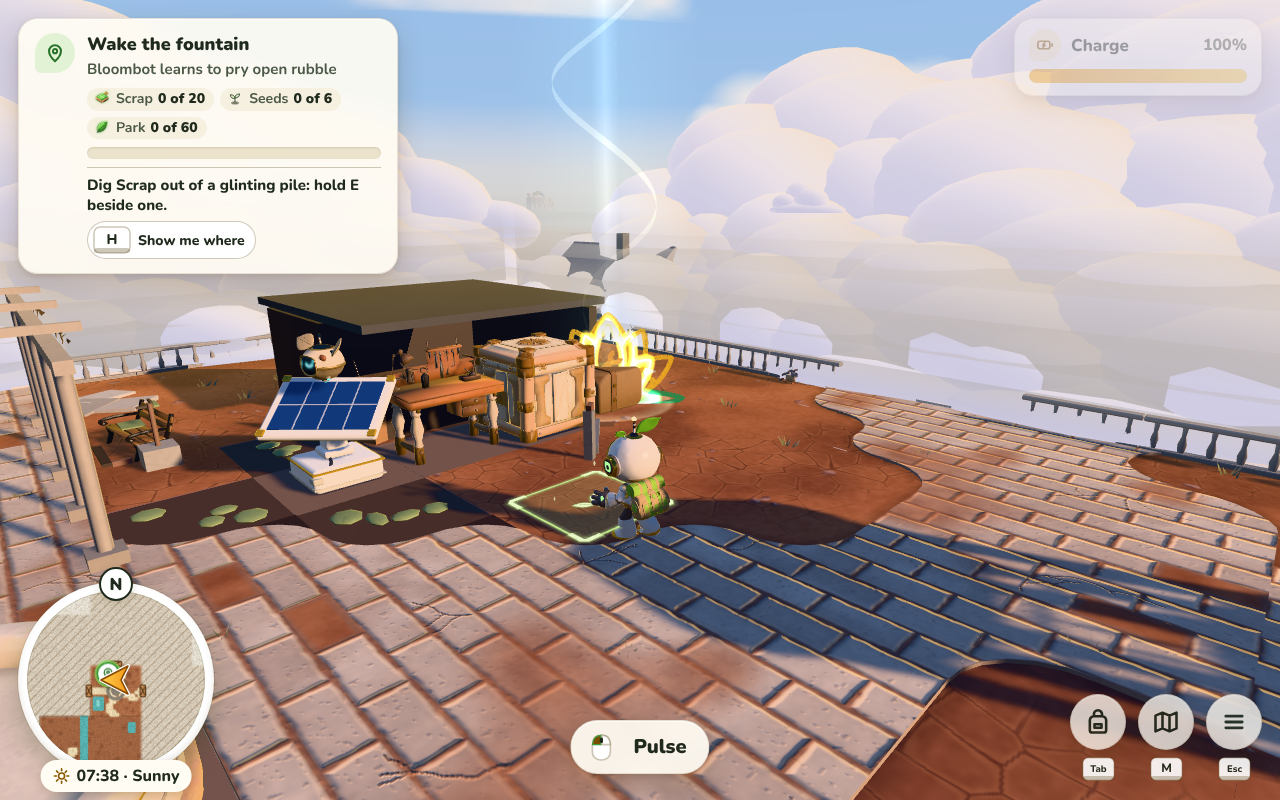 Wake the fountain
Bloombot learns to pry open rubble
Scrap 0 of 20 Seeds 0 of 6
Park 0 of 60
Dig Scrap out of a glinting pile: hold E
beside one.
H Show me where
Charge 100%
N
07:38 · Sunny
Pulse
Tab M Esc